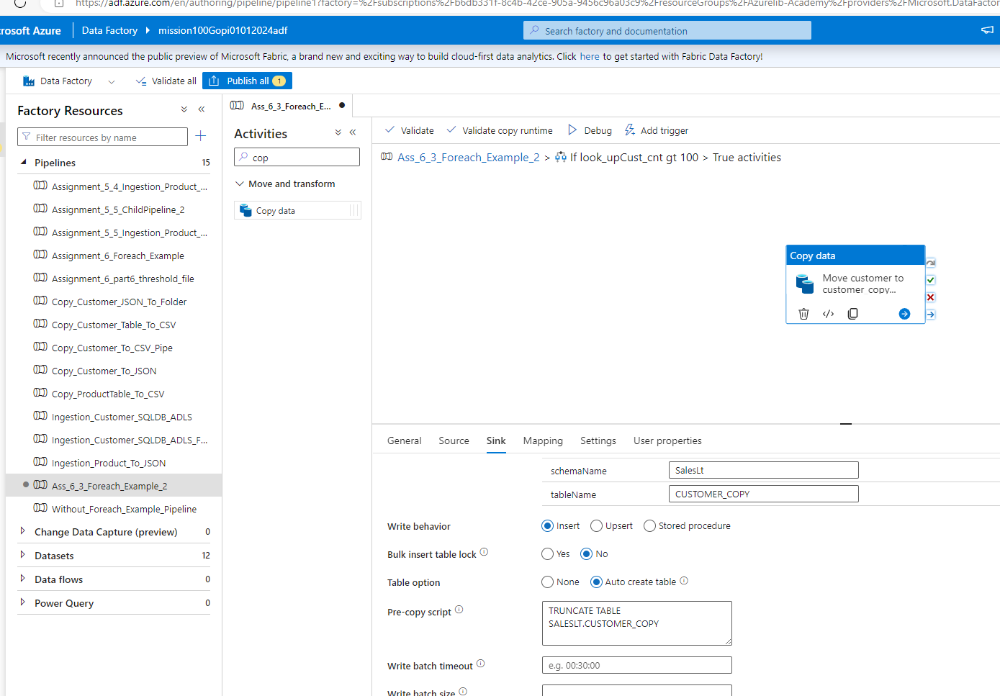 https://adf.azure.com/en/authoring/pipeline/pipeline1?factory=%2Fsubscriptions%2Fb6db331f-8c4b-42ce-905a-9456c96a03c9%2FresourceGroups%2FAzurelib-Academy%2Fproviders%2FMicrosoft.DataFactor
rosoft Azure
Data Factory
mission100Gopi01012024adf
Search factory and documentation
Microsoft recently announced the public preview of Microsoft Fabric, a brand new and exciting way to build cloud-first data analytics. Click here to get started with Fabric Data Factory!
Data Factory
Validate all
Publish all 1
Factory Resources
Filter resources by name
Pipelines 15
Assignment_5_4_Ingestion_Product_...
Assignment_5_5_ChildPipeline_2
Assignment_5_5_Ingestion_Product_...
Assignment_6_Foreach_Example
Assignment_6_part6_threshold_file
Copy_Customer_JSON_To_Folder
Copy_Customer_Table_To_CSV
Copy_Customer_To_CSV_Pipe
Copy_Customer_To_JSON
Copy_ProductTable_To_CSV
Ingestion_Customer_SQLDB_ADLS
Ingestion_Customer_SQLDB_ADLS_F...
Ingestion_Product_To_JSON
Ass_6_3_Foreach_Example_2
Without_Foreach_Example_Pipeline
Change Data Capture (preview) 0
Datasets 12
Data flows 0
Power Query 0
Ass_6_3_Foreach_E...
Activities
cop
Move and transform
Copy data
Validate
Validate copy runtime
Debug
Add trigger
Ass_6_3_Foreach_Example_2 > If look_upCust_cnt gt 100 > True activities
Copy data
Move customer to
customer_copy...
General
Source
Sink
Mapping
Settings
User properties
schemaName SalesLt
tableName CUSTOMER_COPY
Write behavior Insert Upsert Stored procedure
Bulk insert table lock Yes No
Table option None Auto create table
Pre-copy script
TRUNCATE TABLE
SALESLT.CUSTOMER_COPY
Write batch timeout e.g. 00:30:00
Write batch size